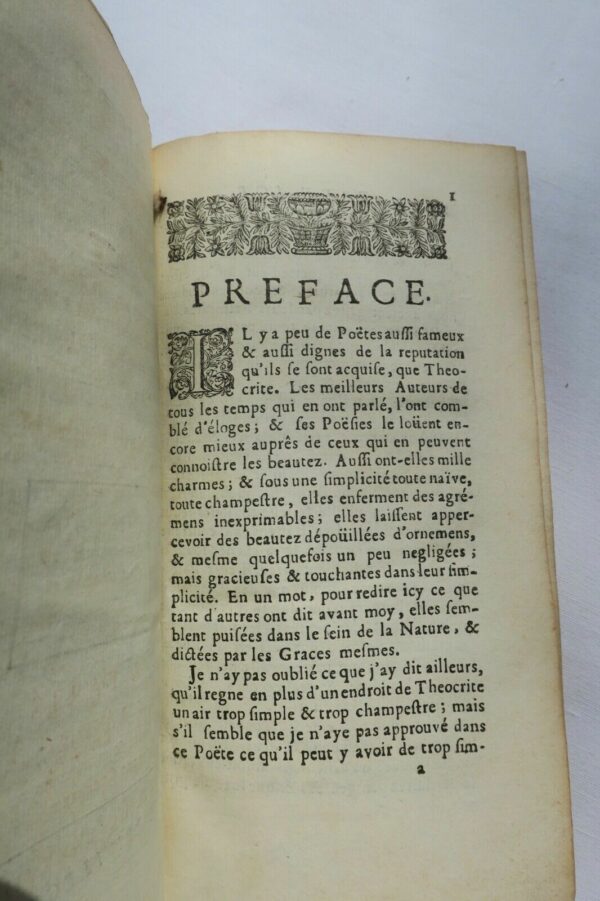 1
PREFACE.
IL y a peu de Poëtes auſſi fameux
& auſſi dignes de la reputation
qu'ils ſe ſont acquiſe, que Theo-
crite. Les meilleurs Auteurs de
tous les temps qui en ont parlé, l'ont com-
blé d'éloges; & ſes Poëſies le loüent en-
core mieux auprês de ceux qui en peuvent
connoiſtre les beautez. Auſſi ont-elles mille
charmes; & ſous une ſimplicité toute naïve,
toute champeſtre, elles enferment des agré-
mens inexprimables; elles laiſſent apper-
cevoir des beautez dépoüillées d'ornemens,
& meſme quelquefois un peu negligées;
mais gracieuſes & touchantes dans leur ſim-
plicité. En un mot, pour redire icy ce que
tant d'autres ont dit avant moy, elles ſem-
blent puiſées dans le ſein de la Nature, &
dictées par les Graces meſmes.
Je n'ay pas oublié ce que j'ay dit ailleurs,
qu'il regne en plus d'un endroit de Theocrite
un air trop ſimple & trop champeſtre; mais
s'il ſemble que je n'aye pas approuvé dans
ce Poëte ce qu'il peut y avoir de trop ſim-
a